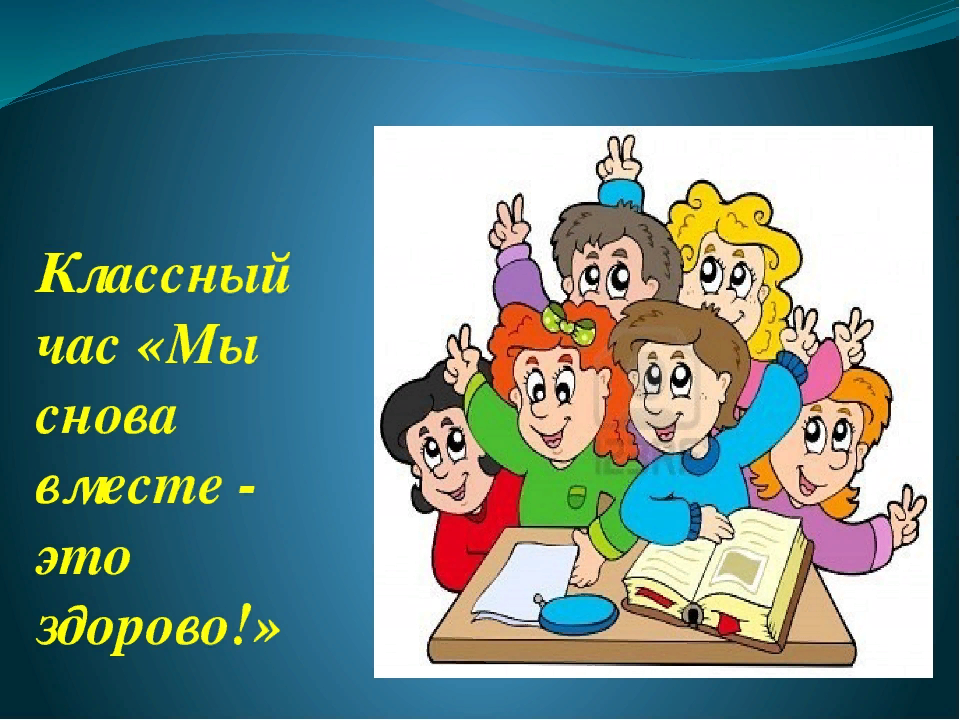 Классный
час «Мы
снова
вместе -
это
здорово!»